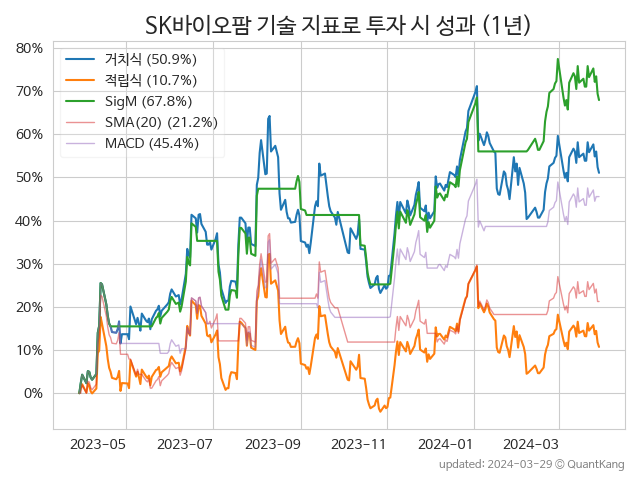 SK바이오팜 기술 지표로 투자 시 성과 (1년)
80%
70%
60%
50%
40%
30%
20%
10%
0%
거치식 (50.9%)
적립식 (10.7%)
SigM (67.8%)
SMA(20) (21.2%)
MACD (45.4%)
2023-05
2023-07
2023-09
2023-11
2024-01
2024-03
updated: 2024-03-29 © QuantKang